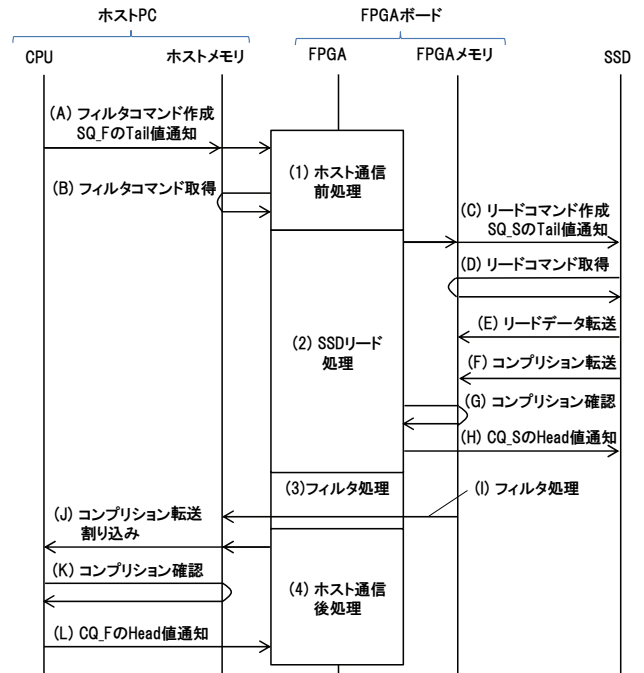 ホストPC
FPGAボード
CPU
ホストメモリ
FPGA
FPGAメモリ
SSD
(A) フィルタコマンド作成
SQ_FのTail値通知
(1) ホスト通信
前処理
(B) フィルタコマンド取得
(C) リードコマンド作成
SQ_SのTail値通知
(D) リードコマンド取得
(E) リードデータ転送
(2) SSDリード
処理
(F) コンプリション転送
(G) コンプリション確認
(H) CQ_SのHead値通知
(3)フィルタ処理
(I) フィルタ処理
(J) コンプリション転送
割り込み
(K) コンプリション確認
(4) ホスト通信
後処理
(L) CQ_FのHead値通知